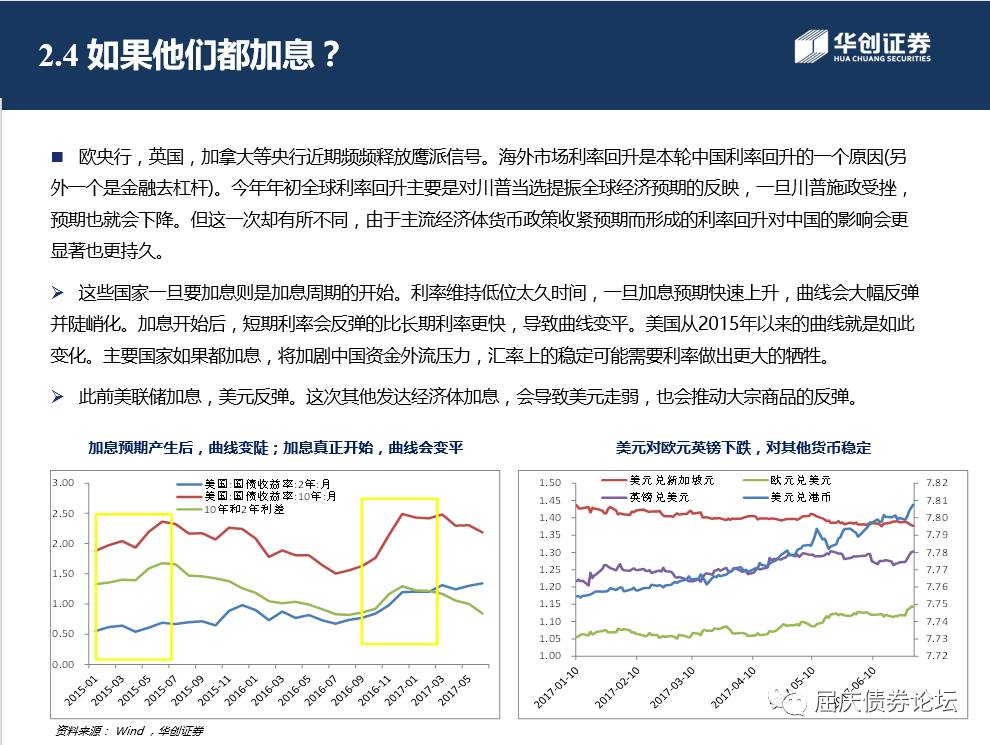 2.4 如果他们都加息？
华创证券
HUA CHUANG SECURITIES
■ 欧央行，英国，加拿大等央行近期频频释放鹰派信号。海外市场利率回升是本轮中国利率回升的一个原因(另
外一个是金融去杠杆)。今年年初全球利率回升主要是对川普当选提振全球经济预期的反映，一旦川普施政受挫，
预期也就会下降。但这一次却有所不同，由于主流经济体货币政策收紧预期而形成的利率回升对中国的影响会更
显著也更持久。
➢ 这些国家一旦要加息则是加息周期的开始。利率维持低位太久时间，一旦加息预期快速上升，曲线会大幅反弹
并陡峭化。加息开始后，短期利率会反弹的比长期利率更快，导致曲线变平。美国从2015年以来的曲线就是如此
变化。主要国家如果都加息，将加剧中国资金外流压力，汇率上的稳定可能需要利率做出更大的牺牲。
➢ 此前美联储加息，美元反弹。这次其他发达经济体加息，会导致美元走弱，也会推动大宗商品的反弹。
加息预期产生后，曲线变陡；加息真正开始，曲线会变平
美国:国债收益率:2年:月
美国:国债收益率:10年:月
10年和2年利差
3.00
2.50
2.00
1.50
1.00
0.50
0.00
2015-01
2015-03
2015-05
2015-07
2015-09
2015-11
2016-01
2016-03
2016-05
2016-07
2016-09
2016-11
2017-01
2017-03
2017-05
美元对欧元英镑下跌，对其他货币稳定
美元兑新加坡元
欧元兑美元
英镑兑美元
美元兑港币
1.50
1.45
1.40
1.35
1.30
1.25
1.20
1.15
1.10
1.05
1.00
7.82
7.81
7.80
7.79
7.78
7.77
7.76
7.75
7.74
7.73
7.72
2017-01-10
2017-02-10
2017-03-10
2017-04-10
05-10
06-10
屈庆债券论坛
资料来源： Wind ，华创证券